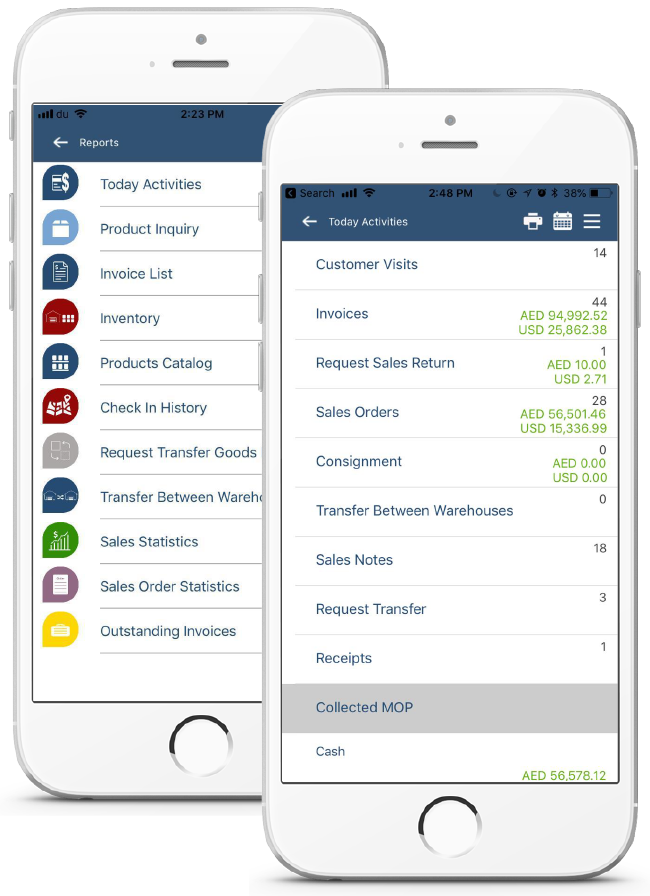 du
2:23 PM
Reports
Today Activities
Product Inquiry
Invoice List
Inventory
Products Catalog
Check In History
Request Transfer Goods
Transfer Between Wareho
Sales Statistics
Sales Order Statistics
Outstanding Invoices
Search
2:48 PM
38%
Today Activities
Customer Visits
14
Invoices
44
AED 94,992.52
USD 25,862.38
Request Sales Return
1
AED 10.00
USD 2.71
Sales Orders
28
AED 56,501.46
USD 15,336.99
Consignment
0
AED 0.00
USD 0.00
Transfer Between Warehouses
0
Sales Notes
18
Request Transfer
3
Receipts
1
Collected MOP
Cash
AED 56,578.12